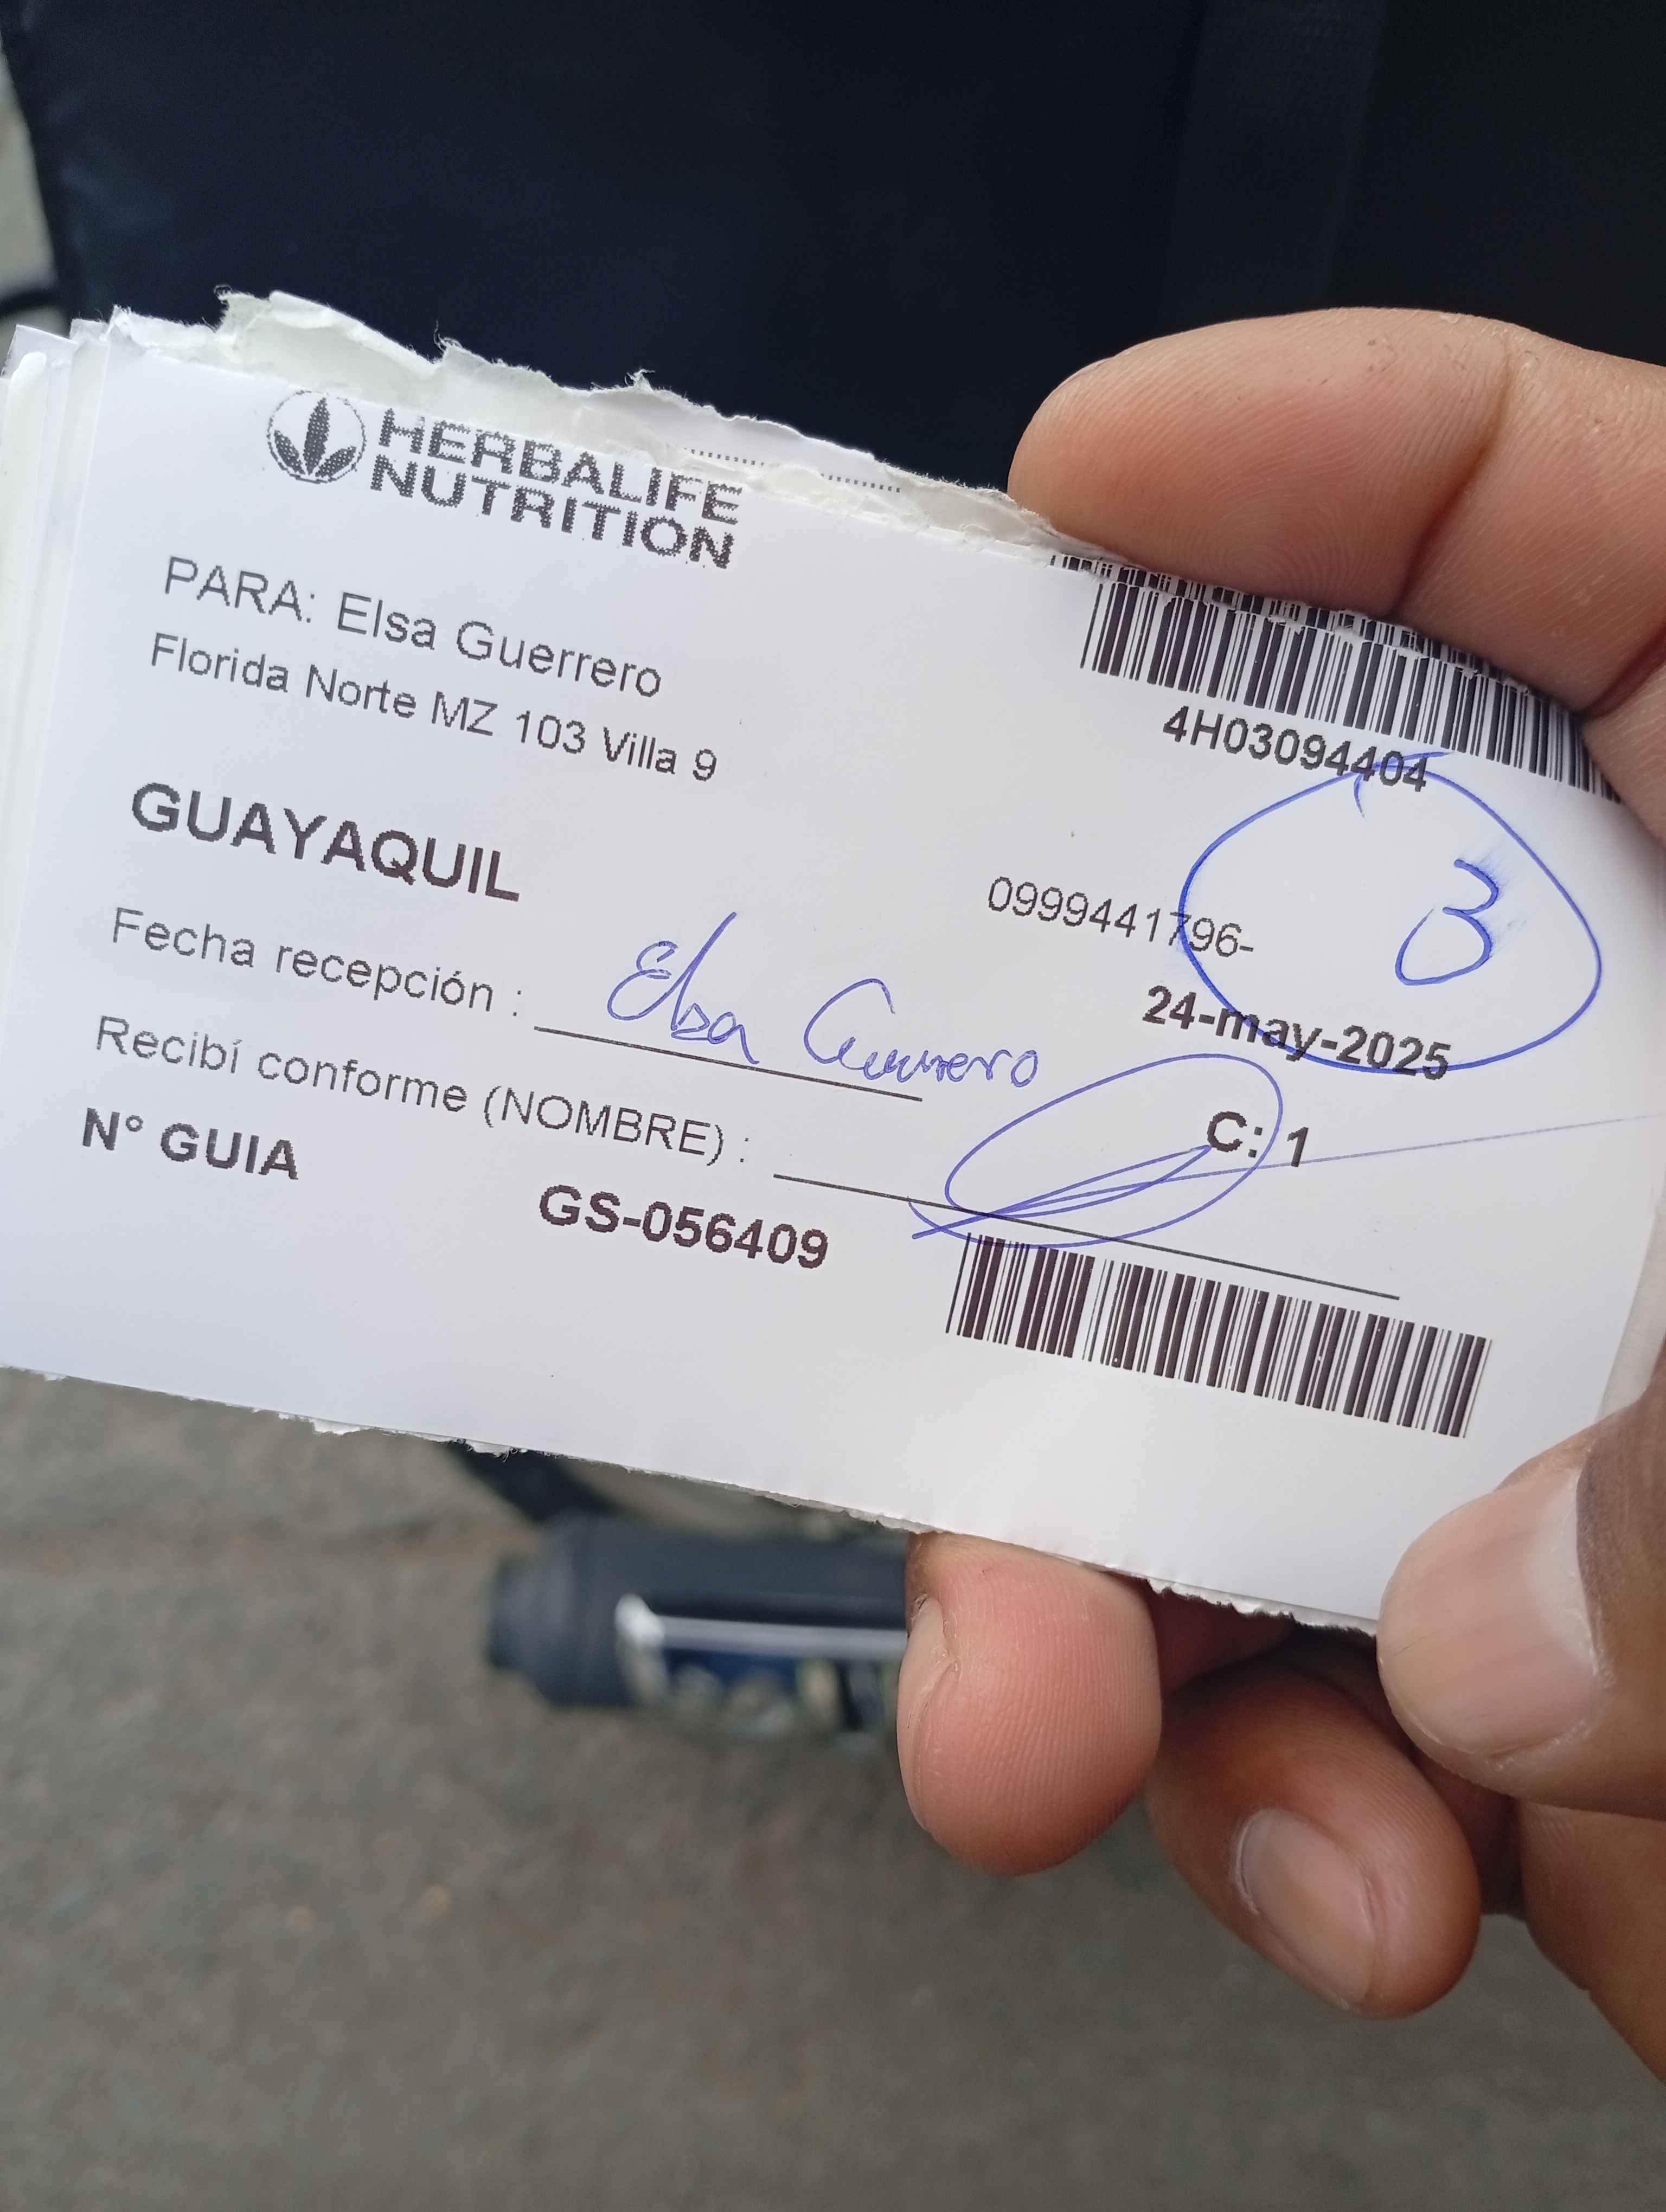 HERBALIFE
NUTRITION
PARA: Elsa Guerrero
Florida Norte MZ 103 Villa 9
4H03094404
GUAYAQUIL
0999441796-
3
24-may-2025
Fecha recepción : Elsa Guerrero
C: 1
Recibí conforme (NOMBRE) :
N° GUIA
GS-056409